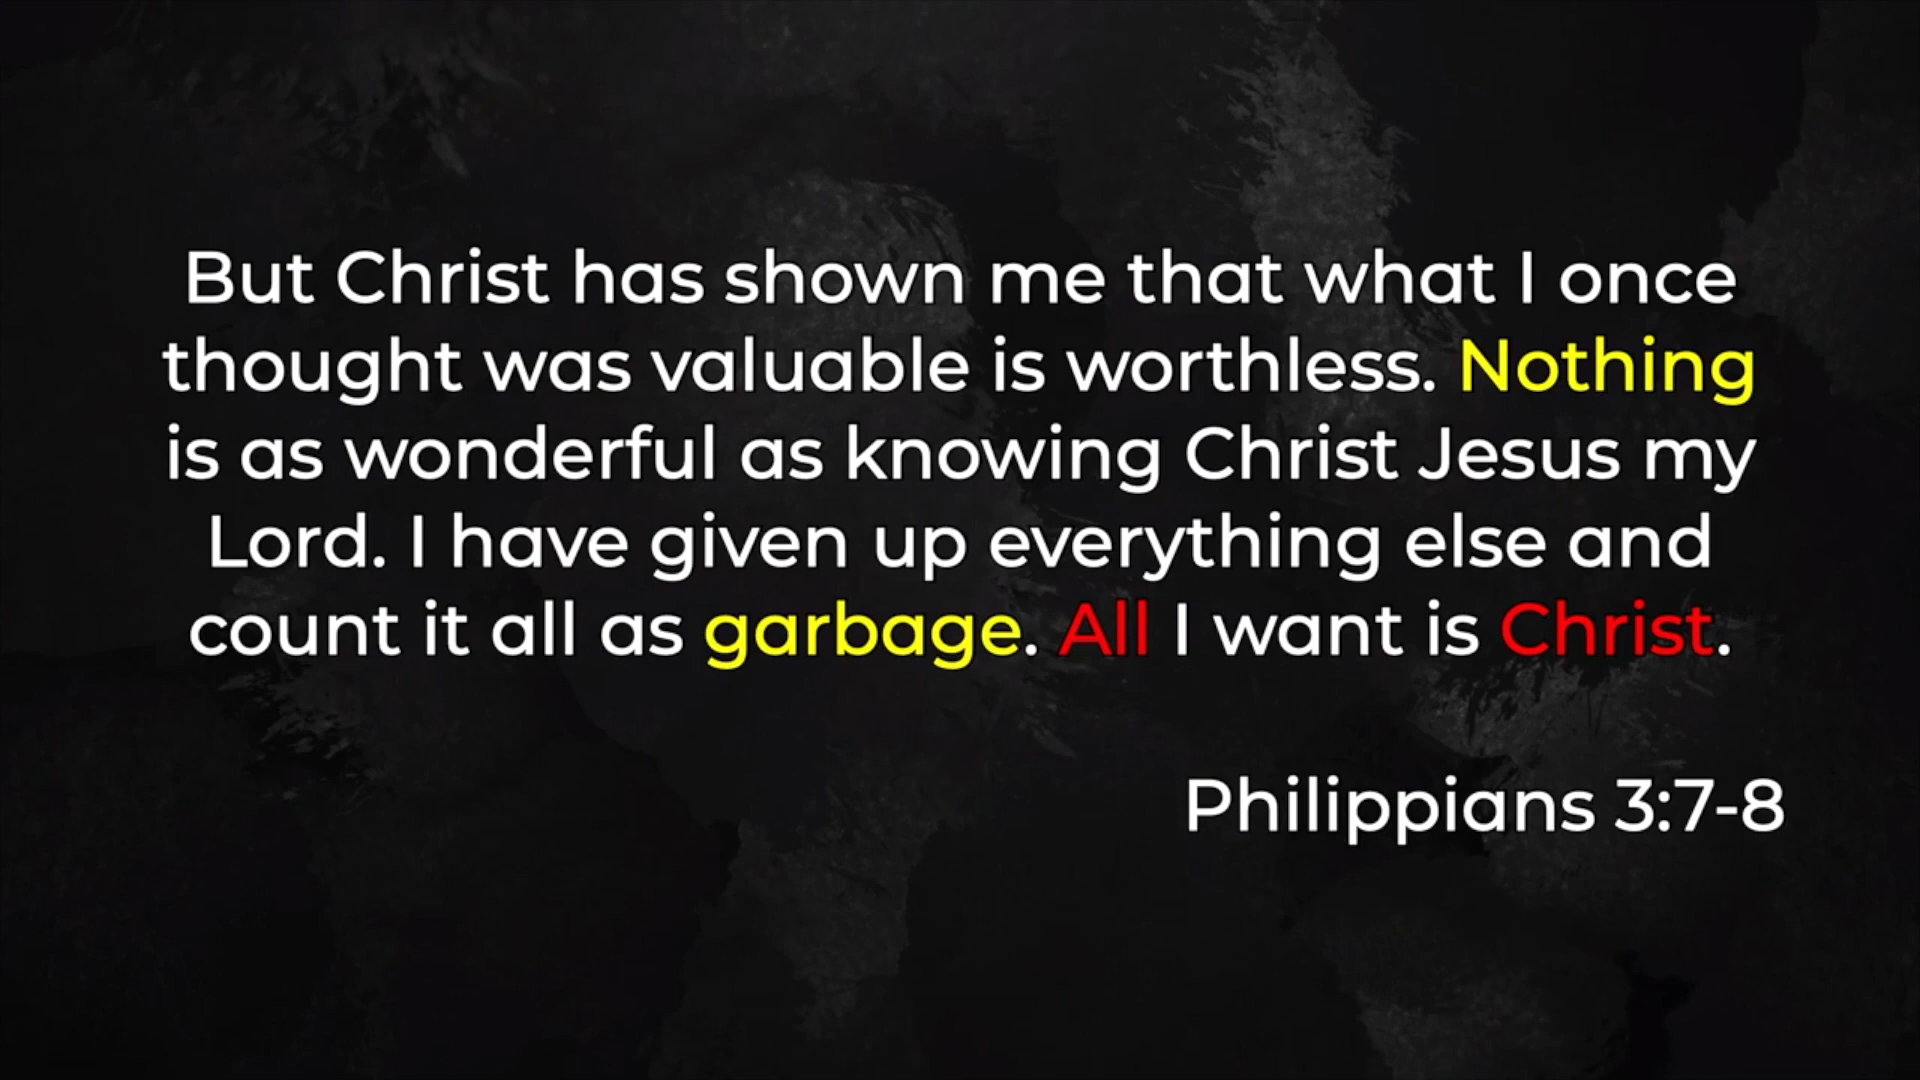 But Christ has shown me that what I once
thought was valuable is worthless. Nothing
is as wonderful as knowing Christ Jesus my
Lord. I have given up everything else and
count it all as garbage. All I want is Christ.
Philippians 3:7-8